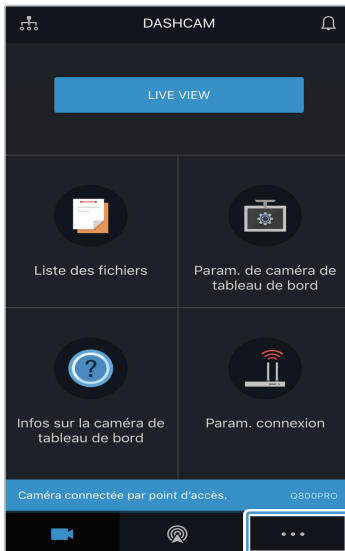 DASHCAM
LIVE VIEW
Liste des fichiers
Param. de caméra de
tableau de bord
Infos sur la caméra de
tableau de bord
Param. connexion
Caméra connectée par point d'accès.
Q800PRO